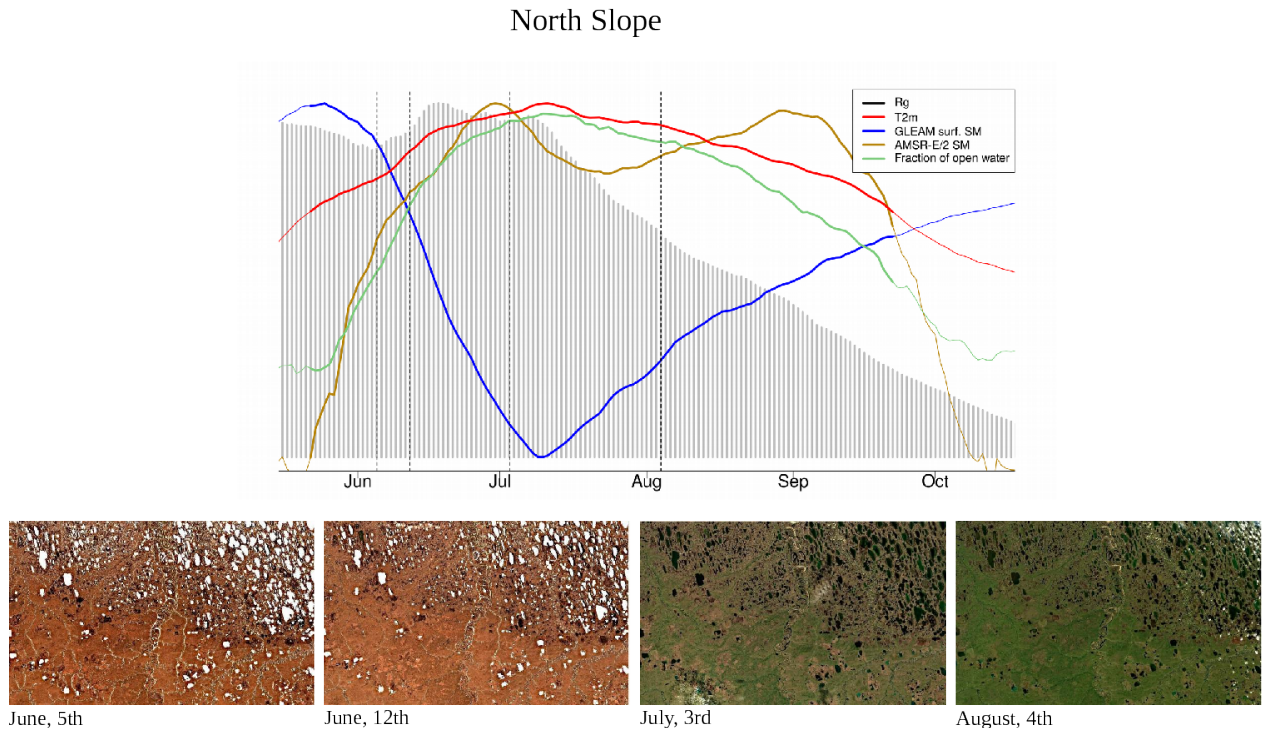 North Slope
Rg
T2m
GLEAM surf. SM
AMSR-E/2 SM
Fraction of open water
Jun Jul Aug Sep Oct
June, 5th June, 12th July, 3rd August, 4th